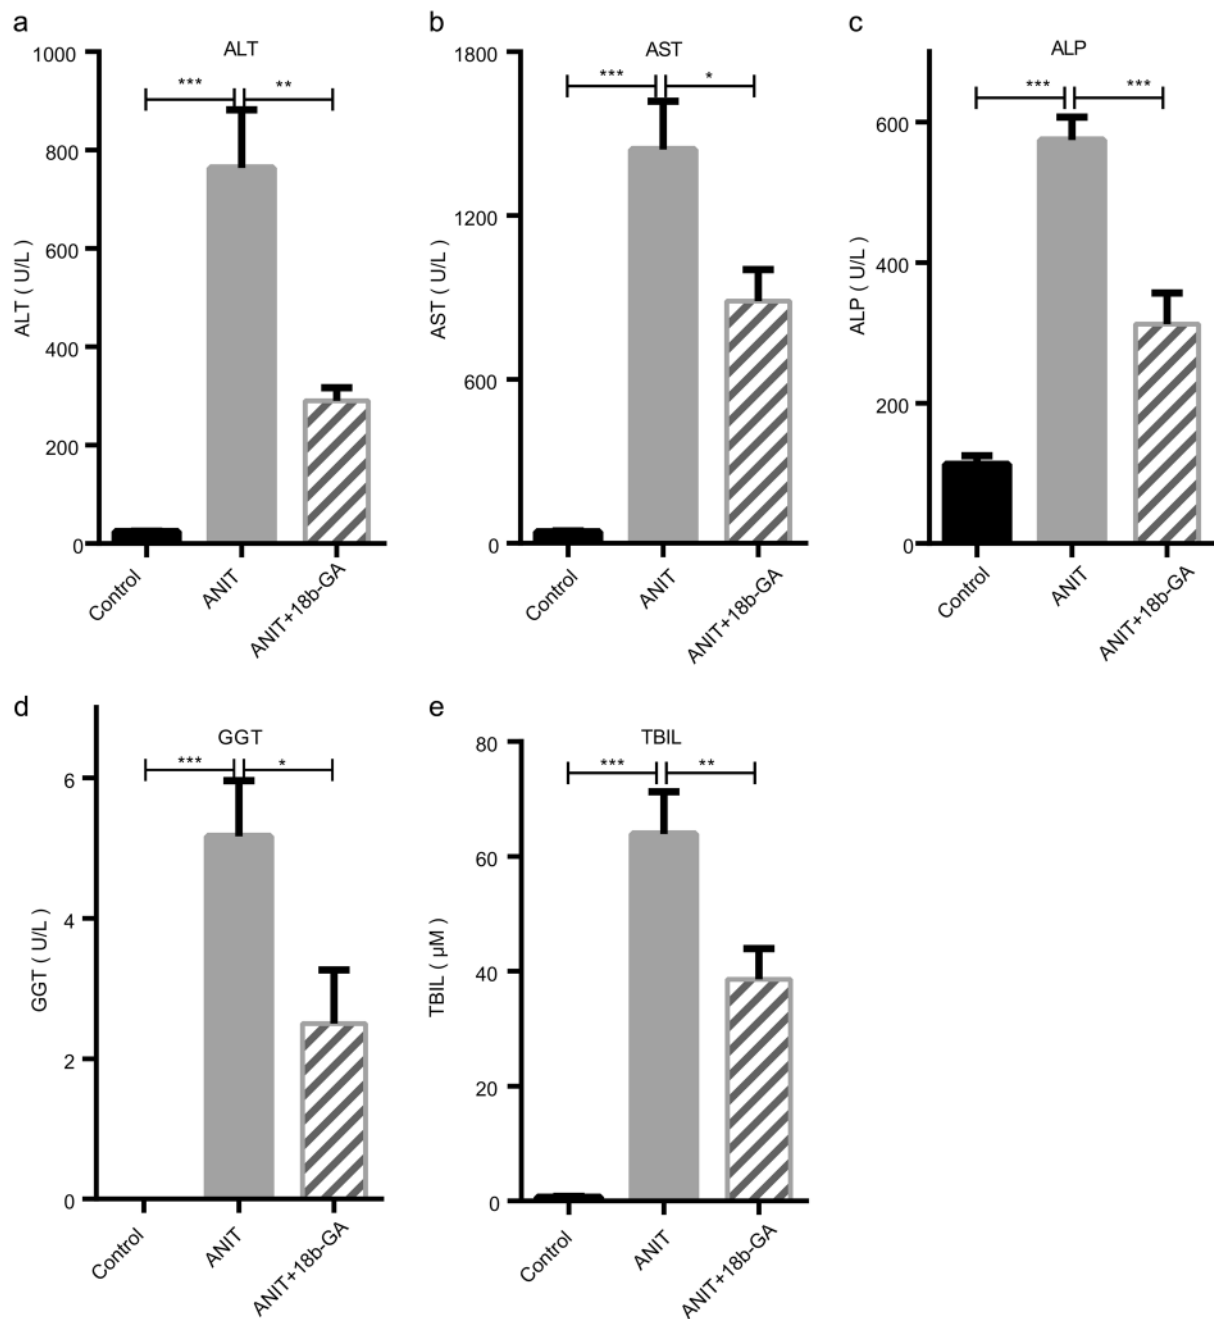 a
ALT
1000
800
600
400
200
0
ALT ( U/L )
*** **
Control
ANIT
ANIT+18b-GA
b
AST
1800
1200
600
0
AST ( U/L )
*** *
Control
ANIT
ANIT+18b-GA
c
ALP
600
400
200
0
ALP ( U/L )
*** ***
Control
ANIT
ANIT+18b-GA
d
GGT
6
4
2
0
GGT ( U/L )
*** *
Control
ANIT
ANIT+18b-GA
e
TBIL
80
60
40
20
0
TBIL ( µM )
*** **
Control
ANIT
ANIT+18b-GA